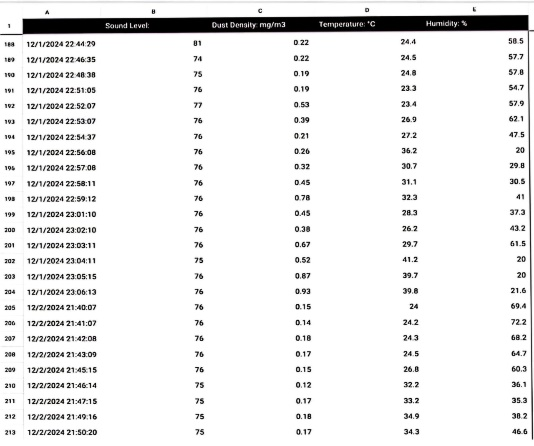 A B C D E
1 Sound Level: Dust Density: mg/m3 Temperature: °C Humidity: %
188 12/1/2024 22:44:29 81 0.22 24.4 58.5
189 12/1/2024 22:46:35 74 0.22 24.5 57.7
190 12/1/2024 22:48:38 75 0.19 24.8 57.8
191 12/1/2024 22:51:05 76 0.19 23.3 54.7
192 12/1/2024 22:52:07 77 0.53 23.4 57.9
193 12/1/2024 22:53:07 76 0.39 26.9 62.1
194 12/1/2024 22:54:37 76 0.21 27.2 47.5
195 12/1/2024 22:56:08 76 0.26 36.2 20
196 12/1/2024 22:57:08 76 0.32 30.7 29.8
197 12/1/2024 22:58:11 76 0.45 31.1 30.5
198 12/1/2024 22:59:12 76 0.78 32.3 41
199 12/1/2024 23:01:10 76 0.45 28.3 37.3
200 12/1/2024 23:02:10 76 0.38 26.2 43.2
201 12/1/2024 23:03:11 76 0.67 29.7 61.5
202 12/1/2024 23:04:11 75 0.52 41.2 20
203 12/1/2024 23:05:15 76 0.87 39.7 20
204 12/1/2024 23:06:13 76 0.93 39.8 21.6
205 12/2/2024 21:40:07 76 0.15 24 69.4
206 12/2/2024 21:41:07 76 0.14 24.2 72.2
207 12/2/2024 21:42:08 76 0.18 24.3 68.2
208 12/2/2024 21:43:09 76 0.17 24.5 64.7
209 12/2/2024 21:45:15 76 0.15 26.8 60.3
210 12/2/2024 21:46:14 75 0.12 32.2 36.1
211 12/2/2024 21:47:15 75 0.17 33.2 35.3
212 12/2/2024 21:49:16 75 0.18 34.9 38.2
213 12/2/2024 21:50:20 75 0.17 34.3 46.6